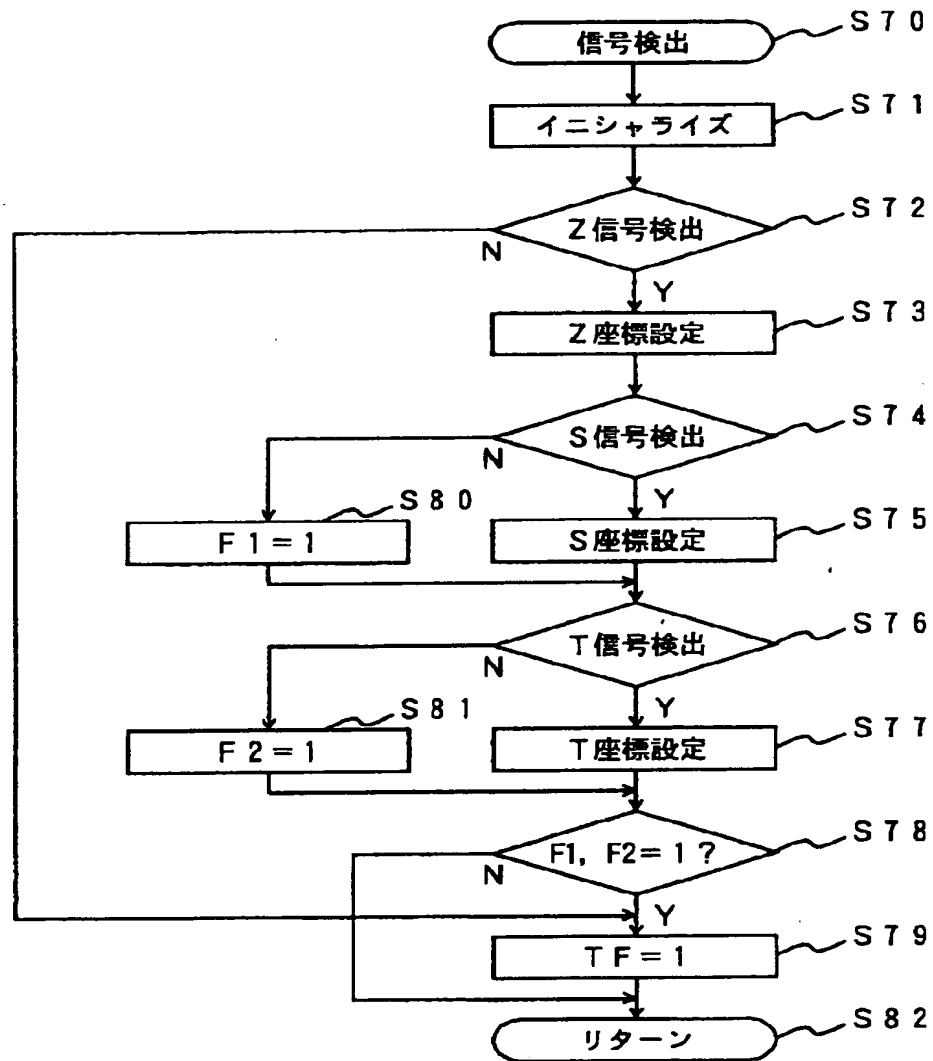 信号検出
S70
イニシャライズ
S71
Z信号検出
S72
N
Y
Z座標設定
S73
S信号検出
S74
N
Y
S80
F1=1
S座標設定
S75
T信号検出
S76
N
Y
S81
F2=1
T座標設定
S77
F1, F2=1?
S78
N
Y
TF=1
S79
リターン
S82